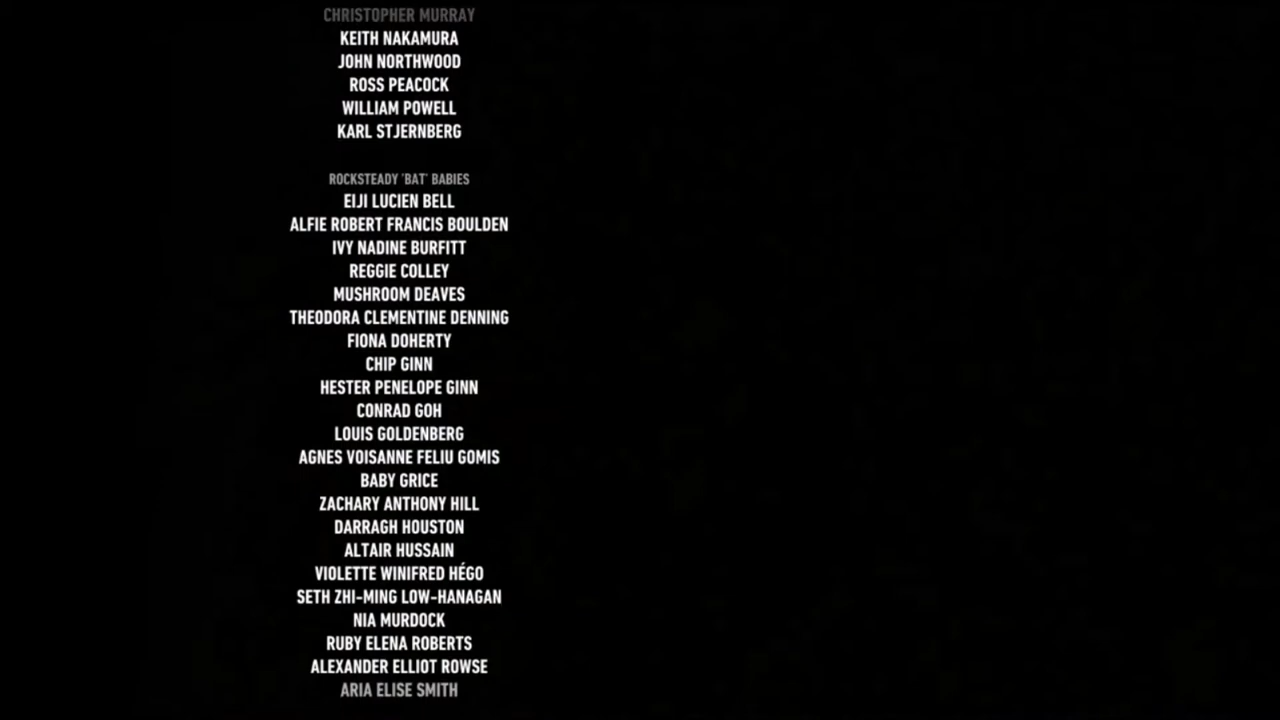 CHRISTOPHER MURRAY
KEITH NAKAMURA
JOHN NORTHWOOD
ROSS PEACOCK
WILLIAM POWELL
KARL STJERNBERG
ROCKSTEADY 'BAT' BABIES
EIJI LUCIEN BELL
ALFIE ROBERT FRANCIS BOULDEN
IVY NADINE BURFITT
REGGIE COLLEY
MUSHROOM DEAVES
THEODORA CLEMENTINE DENNING
FIONA DOHERTY
CHIP GINN
HESTER PENELOPE GINN
CONRAD GOH
LOUIS GOLDENBERG
AGNES VOISANNE FELIU GOMIS
BABY GRICE
ZACHARY ANTHONY HILL
DARRAGH HOUSTON
ALTAIR HUSSAIN
VIOLETTE WINIFRED HÉGO
SETH ZHI-MING LOW-HANAGAN
NIA MURDOCK
RUBY ELENA ROBERTS
ALEXANDER ELLIOT ROWSE
ARIA ELISE SMITH